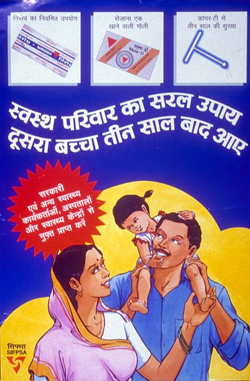 निरोध का नियमित उपयोग
रोजाना एक
खाने वाली गोली
कापर-टी से
तीन साल की सुरक्षा
स्वस्थ परिवार का सरल उपाय
दूसरा बच्चा तीन साल बाद आए
सरकारी
एवं अन्य स्वास्थ्य
कार्यकर्ताओं, अस्पतालों
और स्वास्थ्य केन्द्रों से
मुफ्त प्राप्त करें
सिफ्सा
SIFPSA